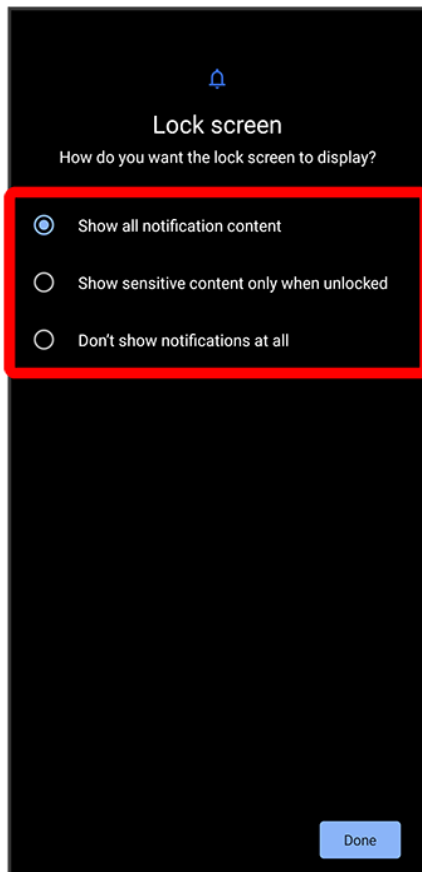 Lock screen
How do you want the lock screen to display?
Show all notification content
Show sensitive content only when unlocked
Don't show notifications at all
Done